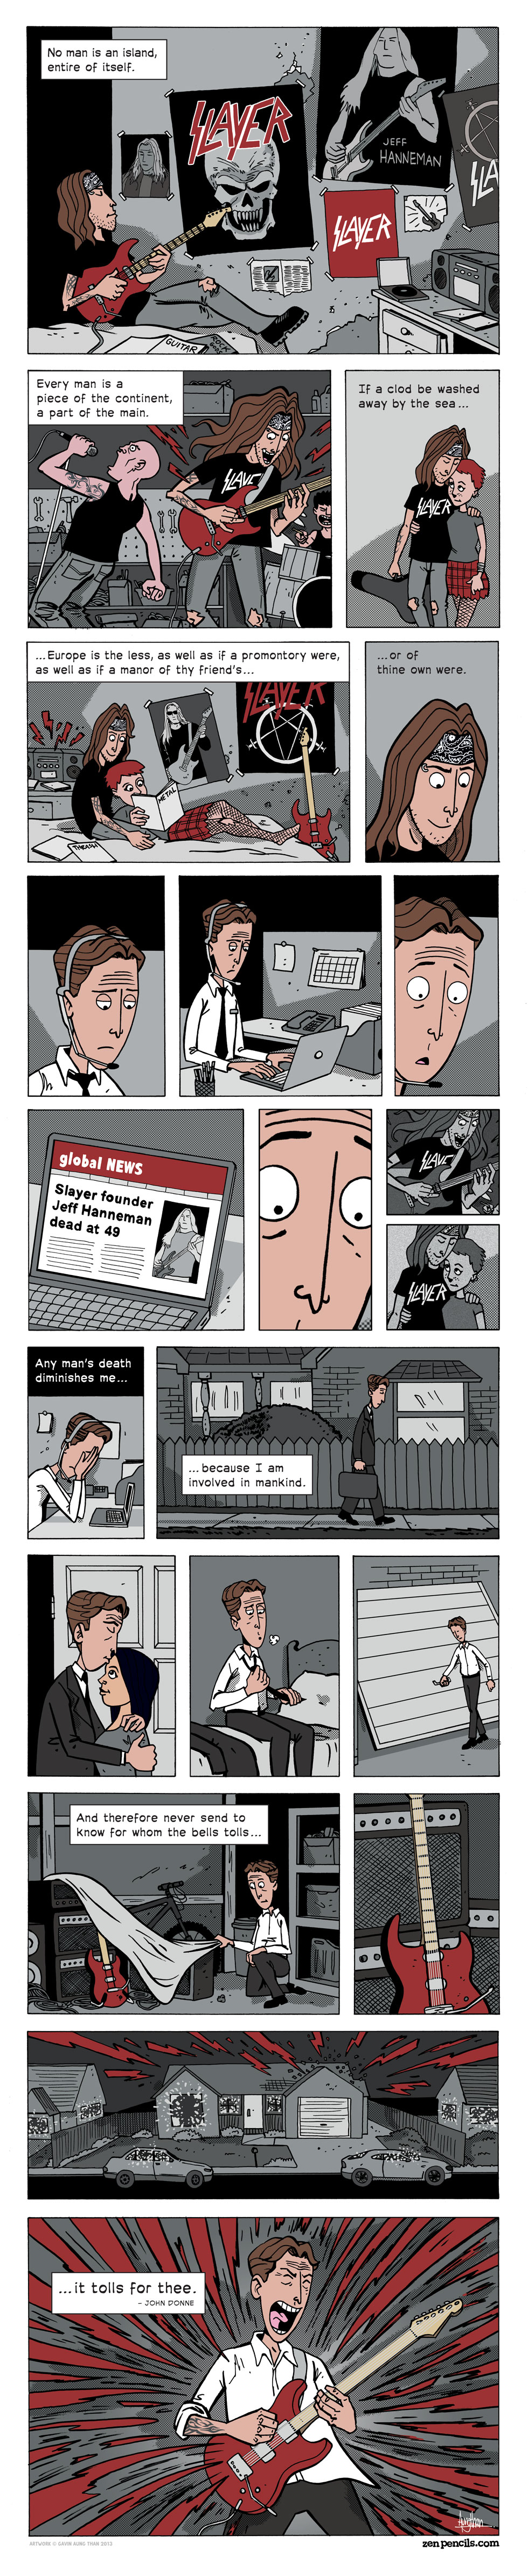 No man is an island,
entire of itself.
SLAYER
JEFF
HANNEMAN
SLAYER
SLA
GUITAR
ROCK
Every man is a
piece of the continent,
a part of the main.
SLAYE
If a clod be washed
away by the sea...
SLAYER
...Europe is the less, as well as if a promontory were,
as well as if a manor of thy friend's...
SLAYER
METAL
THRASH
...or of
thine own were.
global NEWS
Slayer founder
Jeff Hanneman
dead at 49
SLAYE
SLAYER
Any man's death
diminishes me...
...because I am
involved in mankind.
And therefore never send to
know for whom the bells tolls...
...it tolls for thee.
- JOHN DONNE
ARTWORK © GAVIN AUNG THAN 2013
zenpencils.com